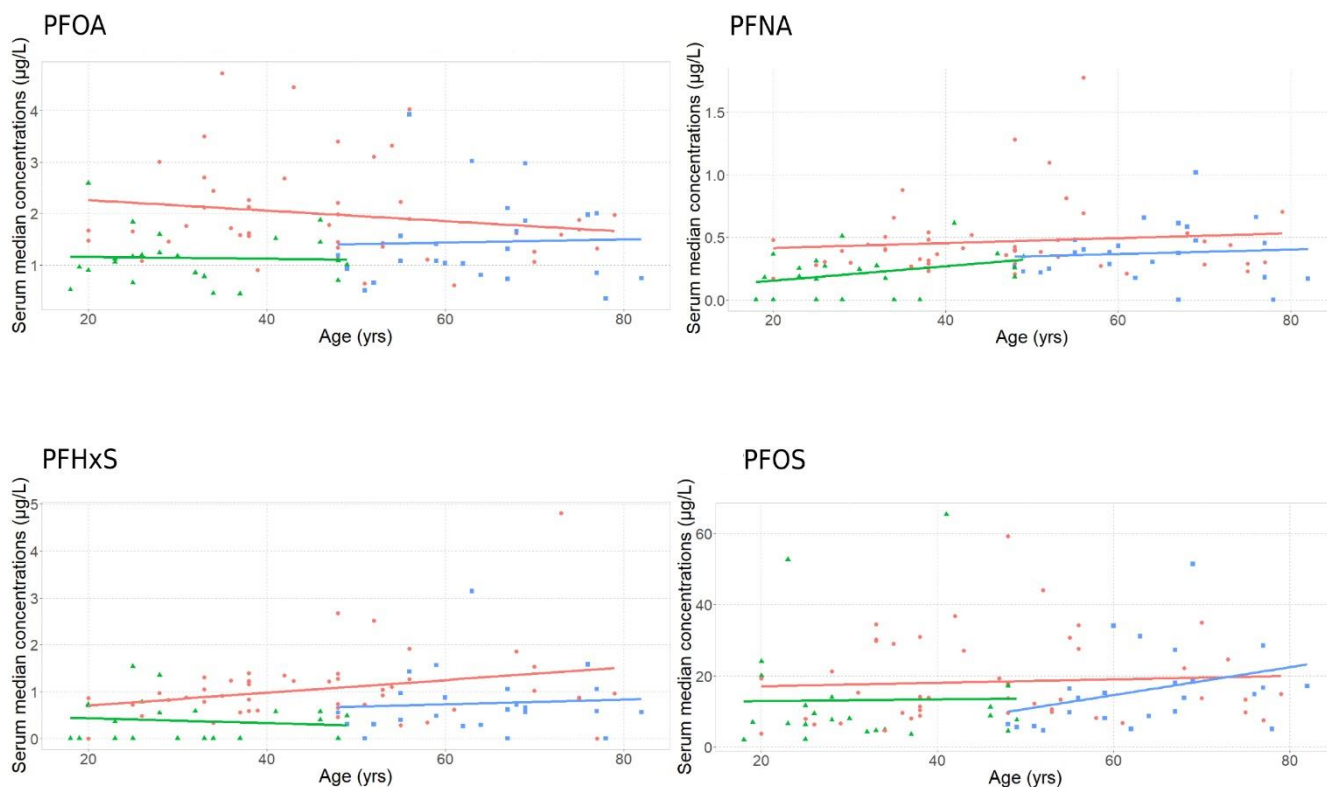 PFOA
Serum median concentrations (µg/L)
4
3
2
1
20 40 60 80
Age (yrs)
PFNA
Serum median concentrations (µg/L)
1.5
1.0
0.5
0.0
20 40 60 80
Age (yrs)
PFHxS
Serum median concentrations (µg/L)
5
4
3
2
1
0
20 40 60 80
Age (yrs)
PFOS
Serum median concentrations (µg/L)
60
40
20
0
20 40 60 80
Age (yrs)